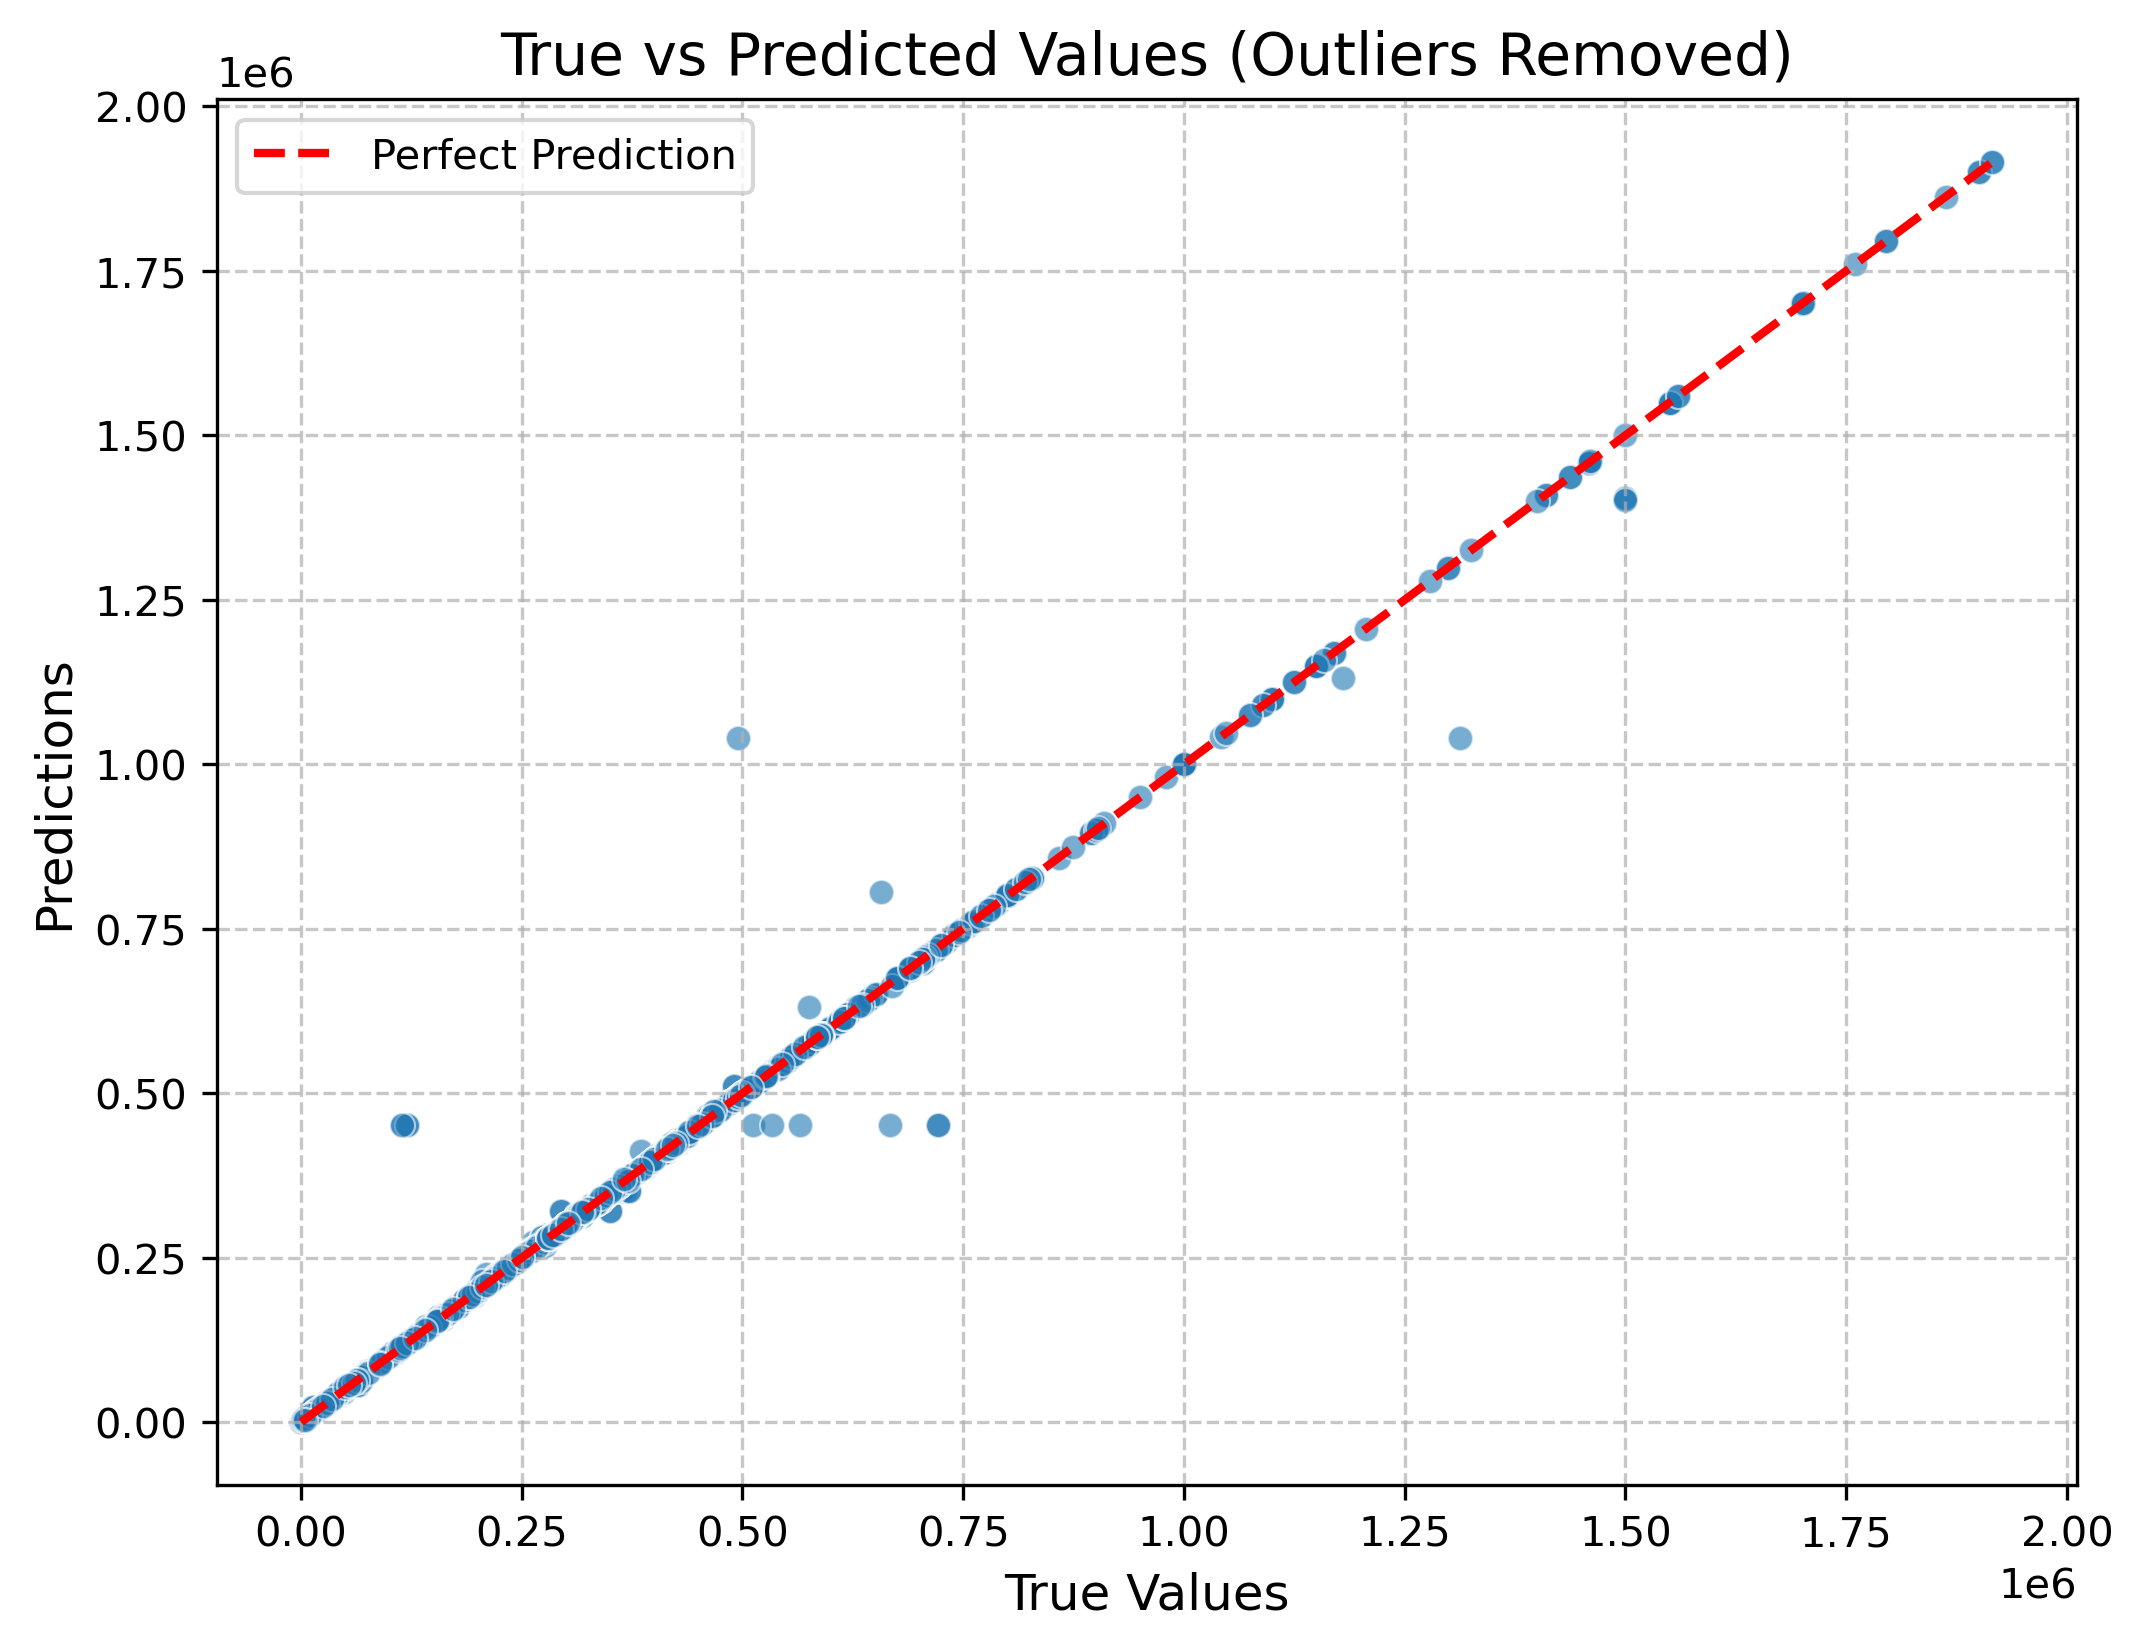 True vs Predicted Values (Outliers Removed)
1e6
2.00
1.75
1.50
1.25
1.00
0.75
0.50
0.25
0.00
Predictions
Perfect Prediction
0.00 0.25 0.50 0.75 1.00 1.25 1.50 1.75 2.00
1e6
True Values